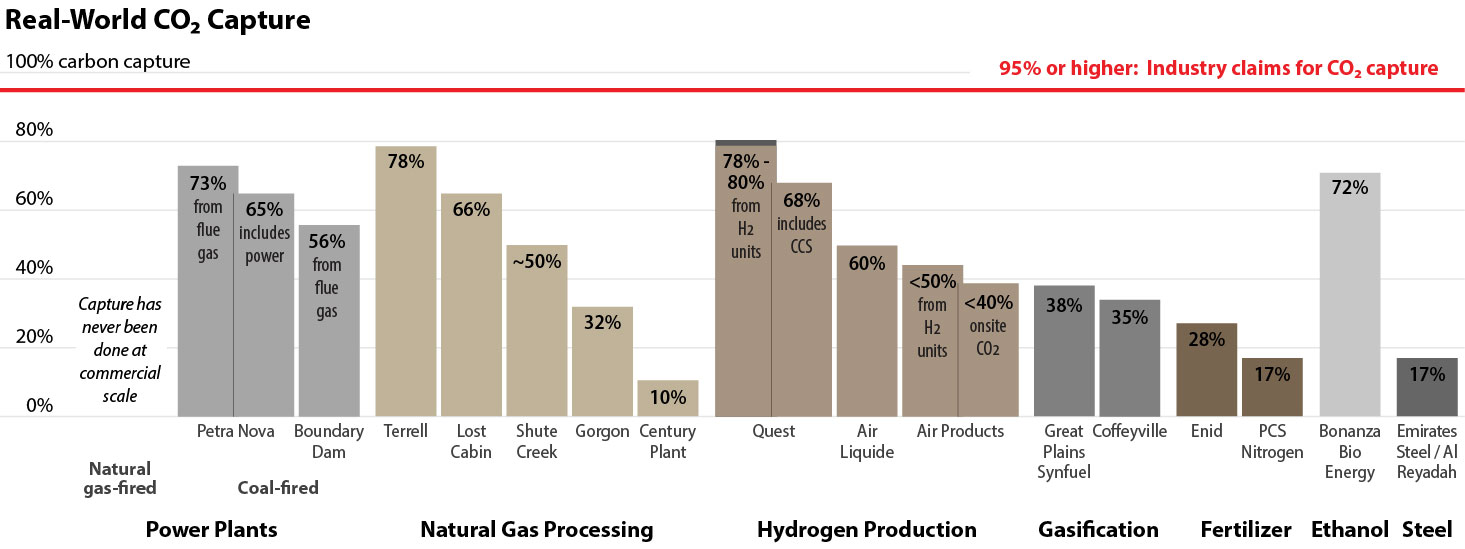 Real-World CO₂ Capture
100% carbon capture
95% or higher: Industry claims for CO₂ capture
80%
60%
40%
20%
0%
Capture has
never been
done at
commercial
scale
73%
from
flue
gas
65%
includes
power
56%
from
flue
gas
78%
66%
~50%
32%
10%
78% -
80%
from
H2
units
68%
includes
CCS
60%
<50%
from
H2
units
<40%
onsite
CO2
38%
35%
28%
17%
72%
17%
Petra Nova
Boundary
Dam
Terrell
Lost
Cabin
Shute
Creek
Gorgon
Century
Plant
Quest
Air
Liquide
Air Products
Great
Plains
Synfuel
Coffeyville
Enid
PCS
Nitrogen
Bonanza
Bio
Energy
Emirates
Steel / Al
Reyadah
Natural
gas-fired
Coal-fired
Power Plants
Natural Gas Processing
Hydrogen Production
Gasification
Fertilizer
Ethanol
Steel